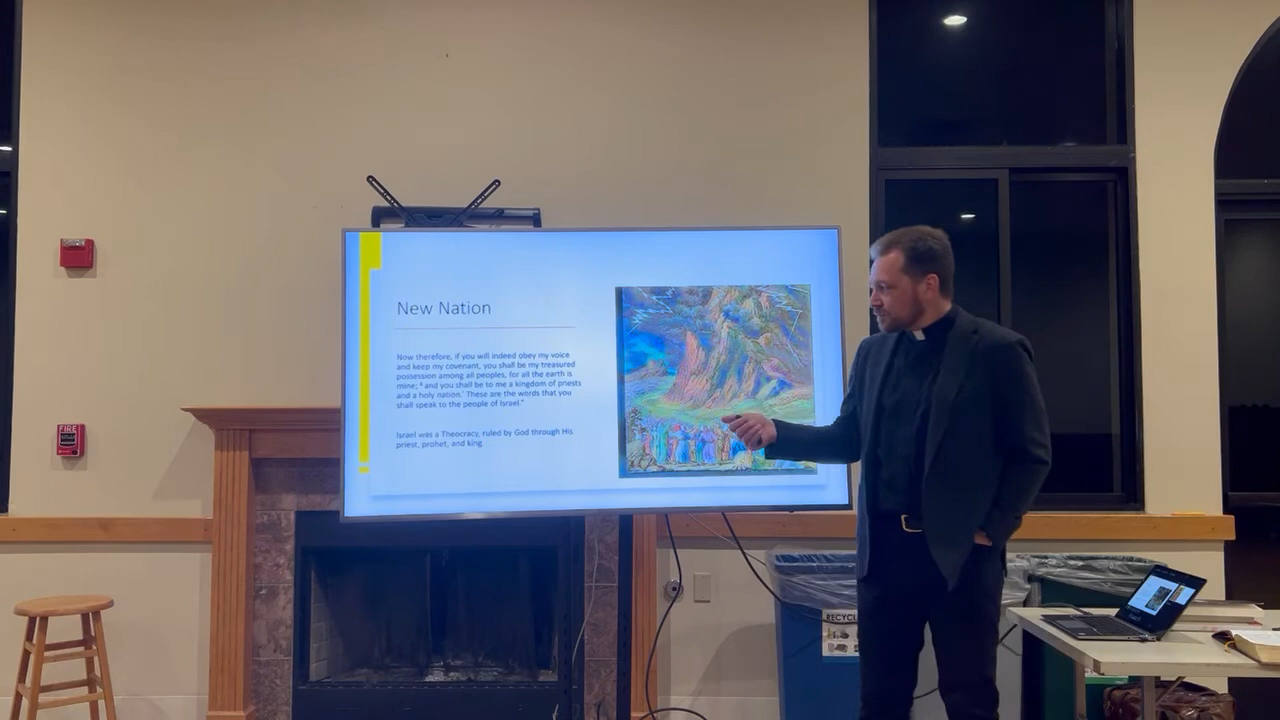 New Nation
Now therefore, if you will indeed obey my voice
and keep my covenant, you shall be my treasured
possession among all peoples, for all the earth is
mine; ⁶ and you shall be to me a kingdom of priests
and a holy nation.' These are the words that you
shall speak to the people of Israel."
Israel was a Theocracy, ruled by God through His
priest, prohet, and king
FIRE
RECYCL